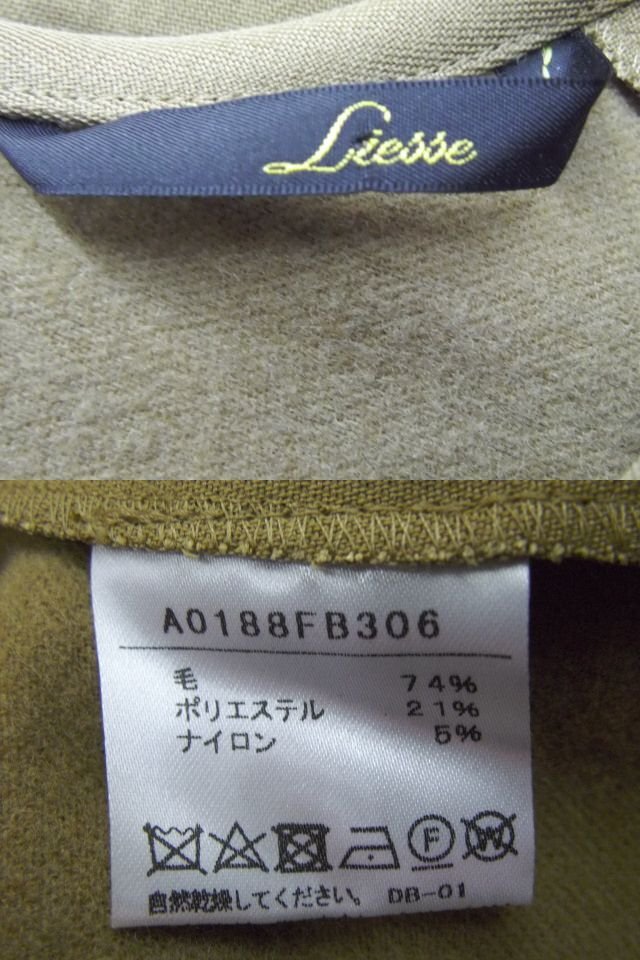 Liesse
A0188FB306
毛 74%
ポリエステル 21%
ナイロン 5%
F W
自然乾燥してください。 DB-01